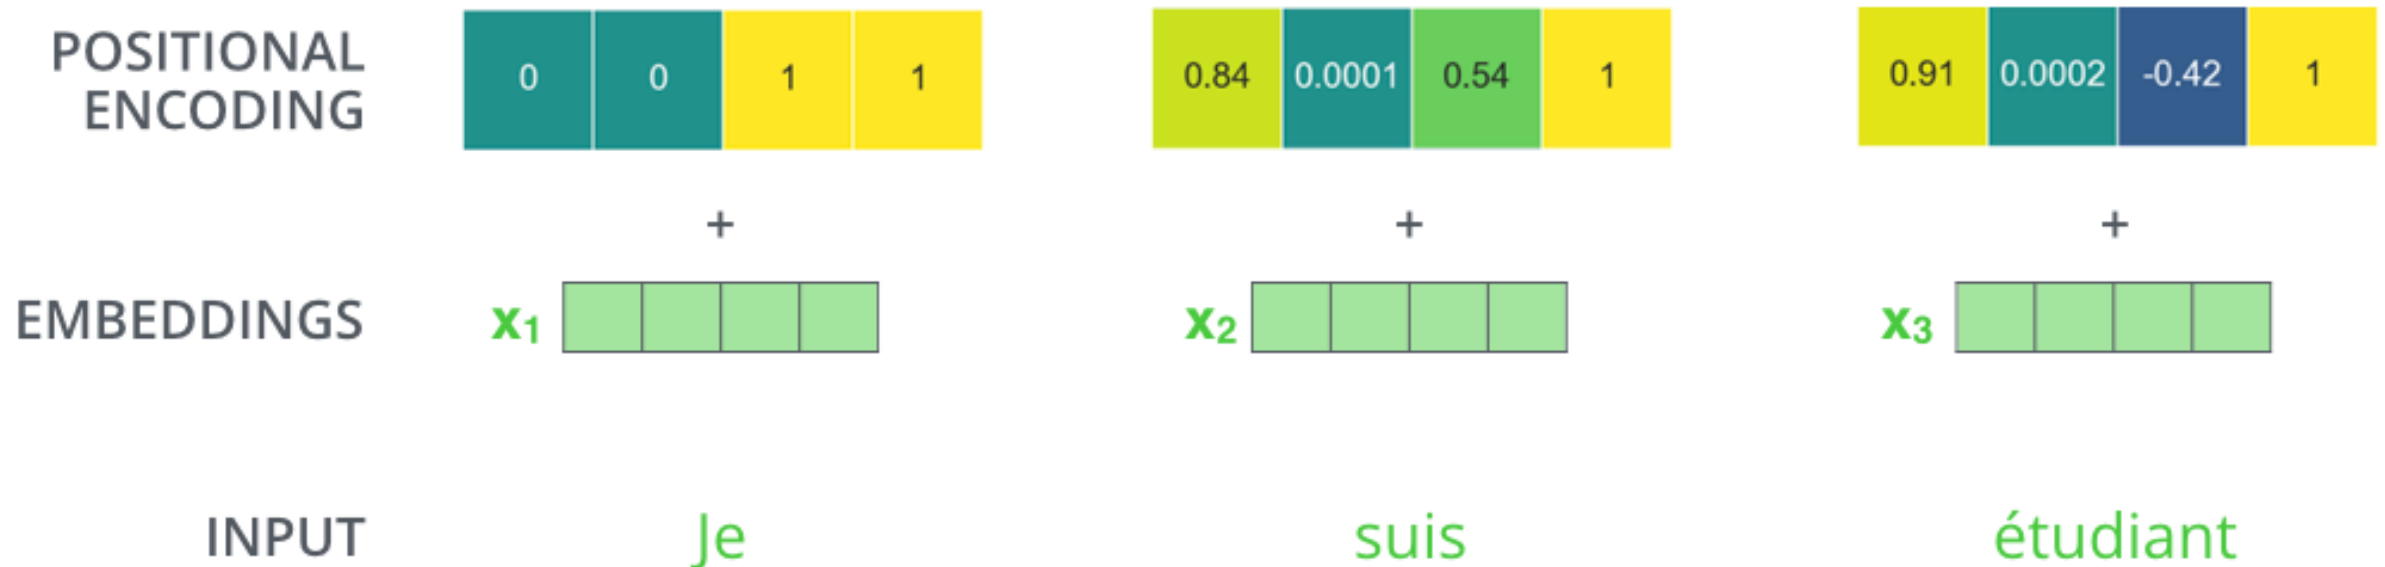 POSITIONAL ENCODING
0 0 1 1
0.84 0.0001 0.54 1
0.91 0.0002 -0.42 1
+ + +
EMBEDDINGS
x1
x2
x3
INPUT
Je
suis
étudiant